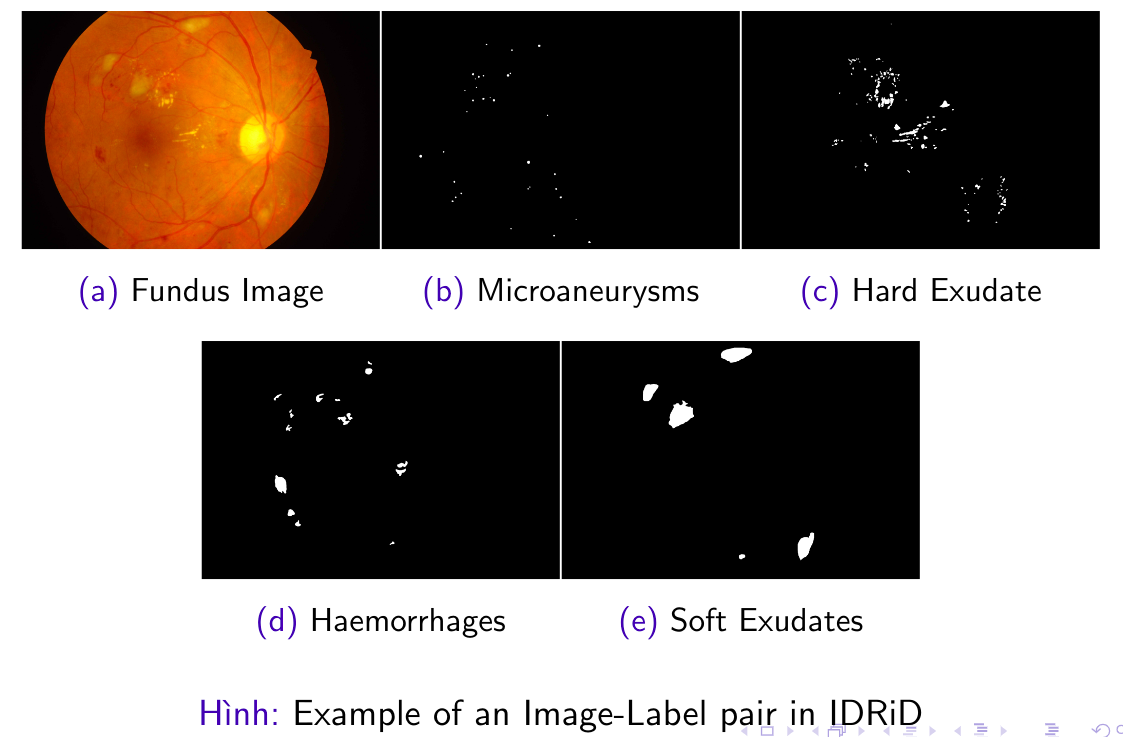 (a) Fundus Image
(b) Microaneurysms
(c) Hard Exudate
(d) Haemorrhages
(e) Soft Exudates
Hình: Example of an Image-Label pair in IDRiD